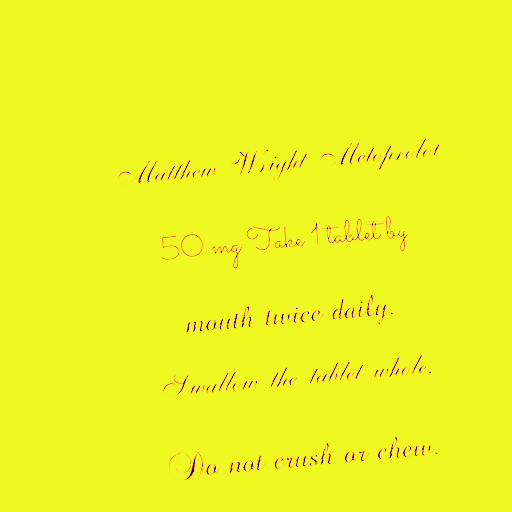 Matthew Wright Metoprolot
50 mg Take 1 tablet by
mouth twice daily.
Swallow the tablet whole.
Do not crush or chew.